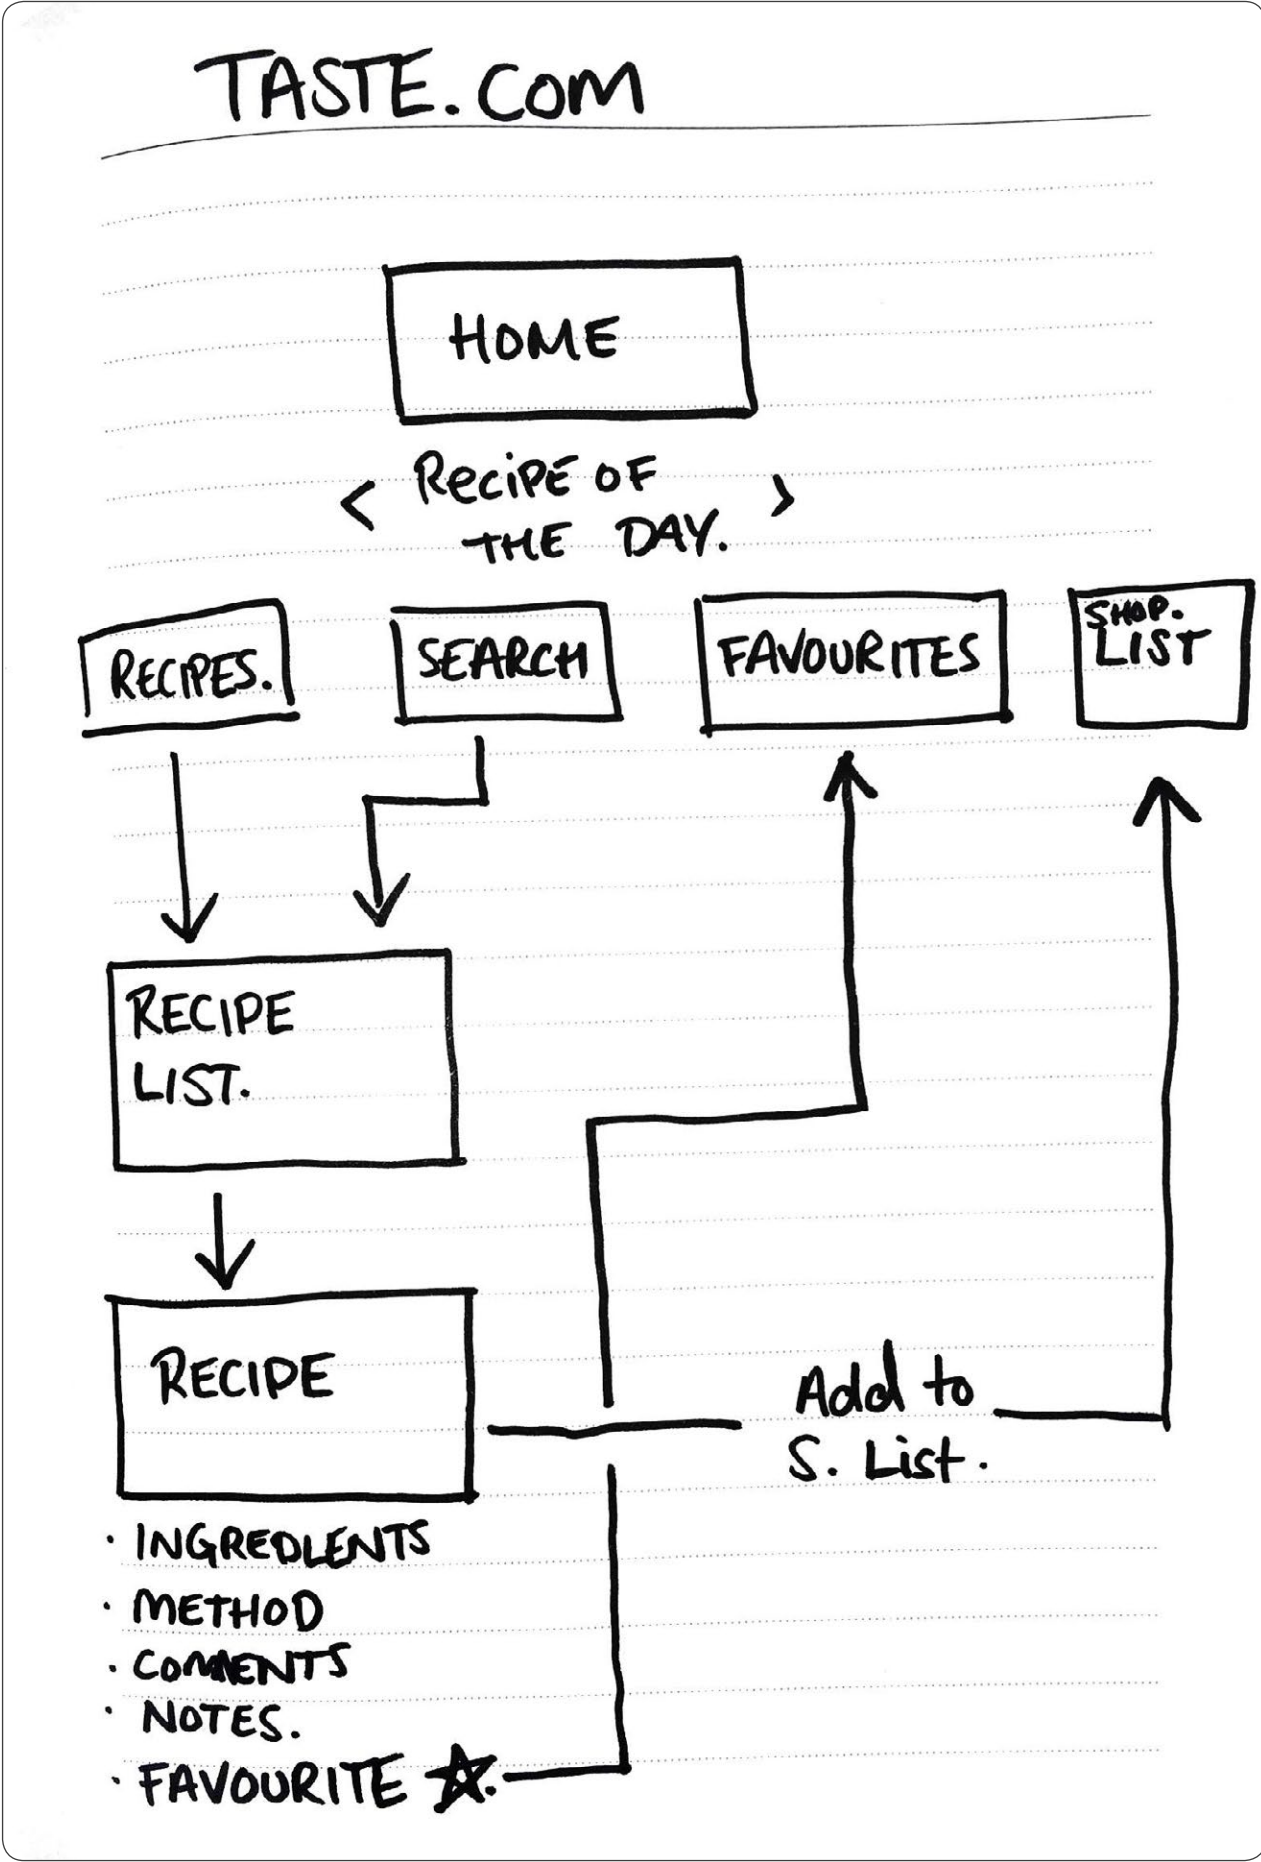 TASTE.COM
HOME
< RECIPE OF >
THE DAY.
RECIPES.
SEARCH
FAVOURITES
SHOP.
LIST
RECIPE
LIST.
RECIPE
Add to
S. List.
· INGREDIENTS
· METHOD
· COMMENTS
· NOTES.
· FAVOURITE ☆.